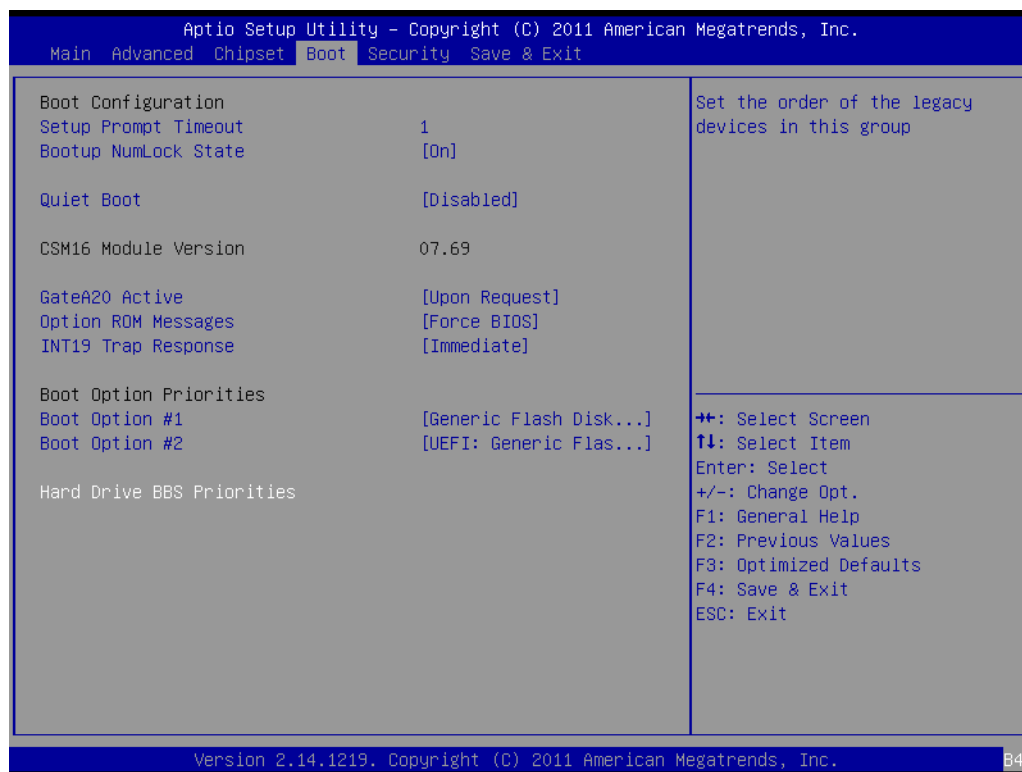 Aptio Setup Utility – Copyright (C) 2011 American Megatrends, Inc.
Main Advanced Chipset Boot Security Save & Exit
Boot Configuration
Setup Prompt Timeout 1
Bootup NumLock State [On]
Quiet Boot [Disabled]
CSM16 Module Version 07.69
GateA20 Active [Upon Request]
Option ROM Messages [Force BIOS]
INT19 Trap Response [Immediate]
Boot Option Priorities
Boot Option #1 [Generic Flash Disk...]
Boot Option #2 [UEFI: Generic Flas...]
Hard Drive BBS Priorities
Set the order of the legacy
devices in this group
→←: Select Screen
↑↓: Select Item
Enter: Select
+/-: Change Opt.
F1: General Help
F2: Previous Values
F3: Optimized Defaults
F4: Save & Exit
ESC: Exit
Version 2.14.1219. Copyright (C) 2011 American Megatrends, Inc.
B4